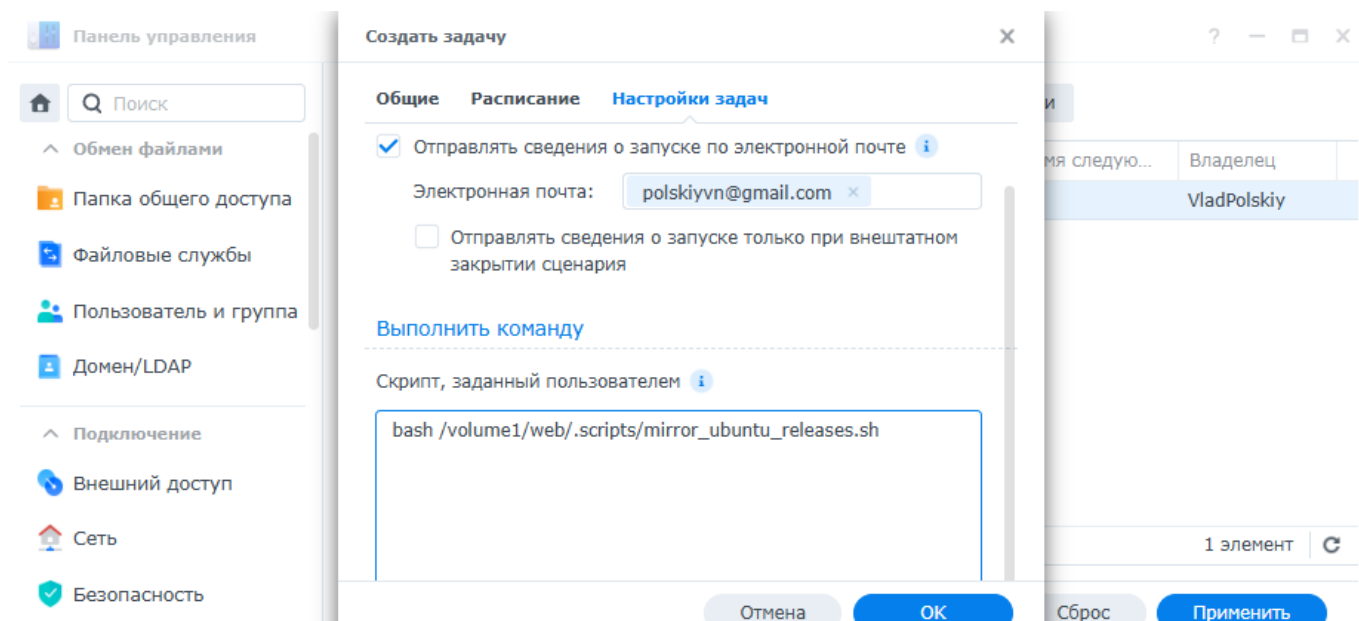 Панель управления
Поиск
Обмен файлами
Папка общего доступа
Файловые службы
Пользователь и группа
Домен/LDAP
Подключение
Внешний доступ
Сеть
Безопасность
Создать задачу
Общие Расписание Настройки задач
Отправлять сведения о запуске по электронной почте
Электронная почта: polskiyvn@gmail.com
Отправлять сведения о запуске только при внештатном
закрытии сценария
Выполнить команду
Скрипт, заданный пользователем
bash /volume1/web/.scripts/mirror_ubuntu_releases.sh
Отмена OK
и
мя следую... Владелец
VladPolskiy
1 элемент
Сброс Применить